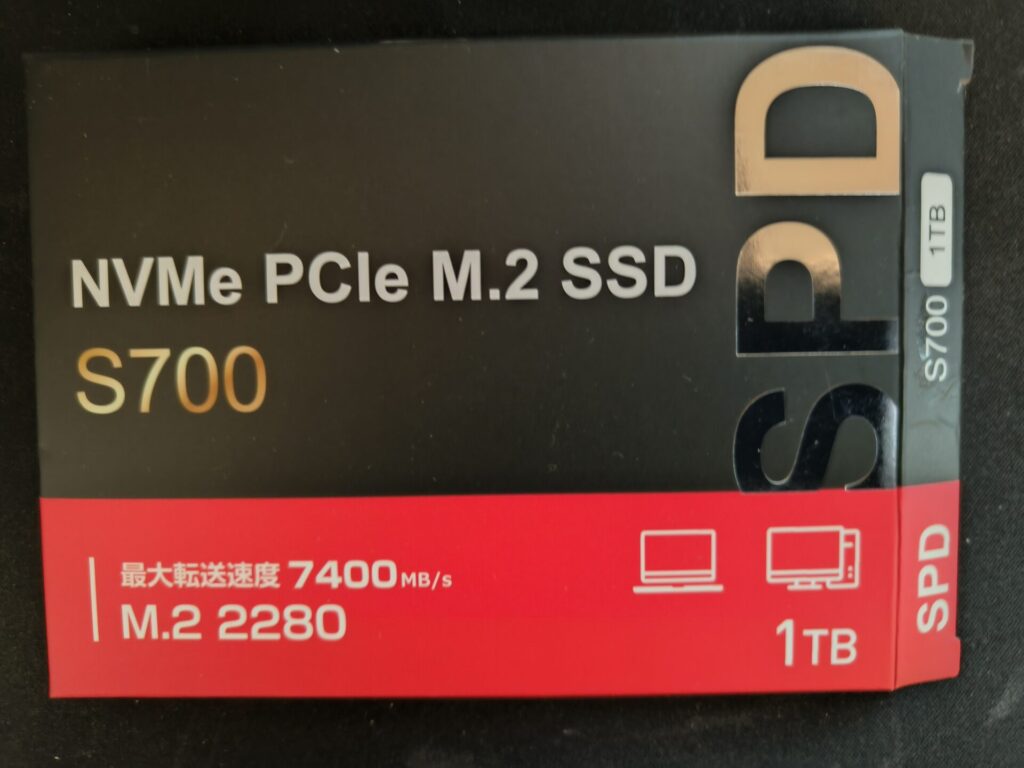 NVMe PCIe M.2 SSD
S700
SPD
最大転送速度 7400MB/s
M.2 2280
1TB
S700 1TB
SPD